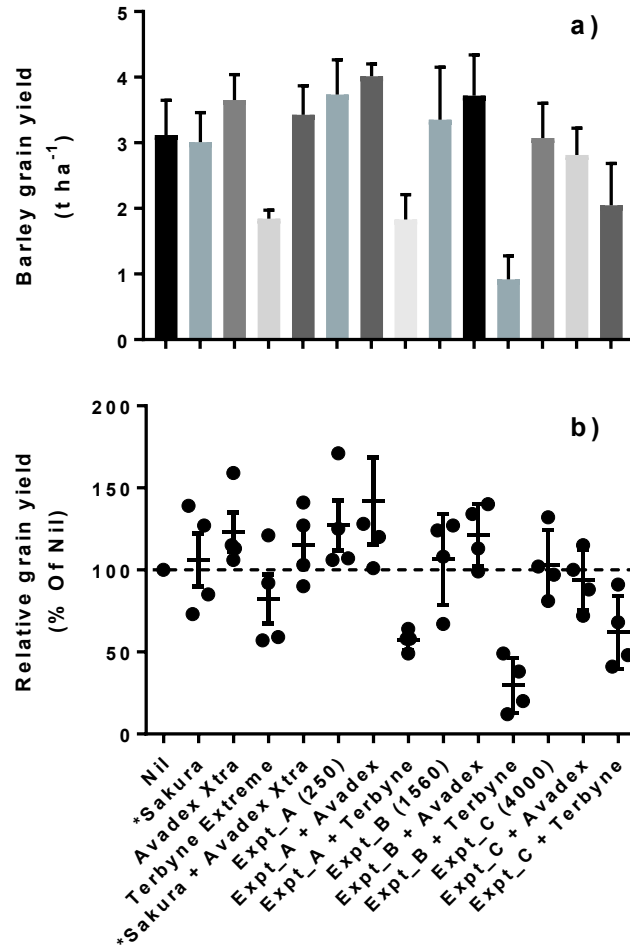 a)
Barley grain yield
(t ha⁻¹)
5
4
3
2
1
0
b)
Relative grain yield
(% Of Nil)
200
150
100
50
0
Nil
*Sakura
Avadex Xtra
Terbyne Extreme
*Sakura + Avadex Xtra
Expt_A (250)
Expt_A + Avadex
Expt_A + Terbyne
Expt_B (1560)
Expt_B + Avadex
Expt_B + Terbyne
Expt_C (4000)
Expt_C + Avadex
Expt_C + Terbyne